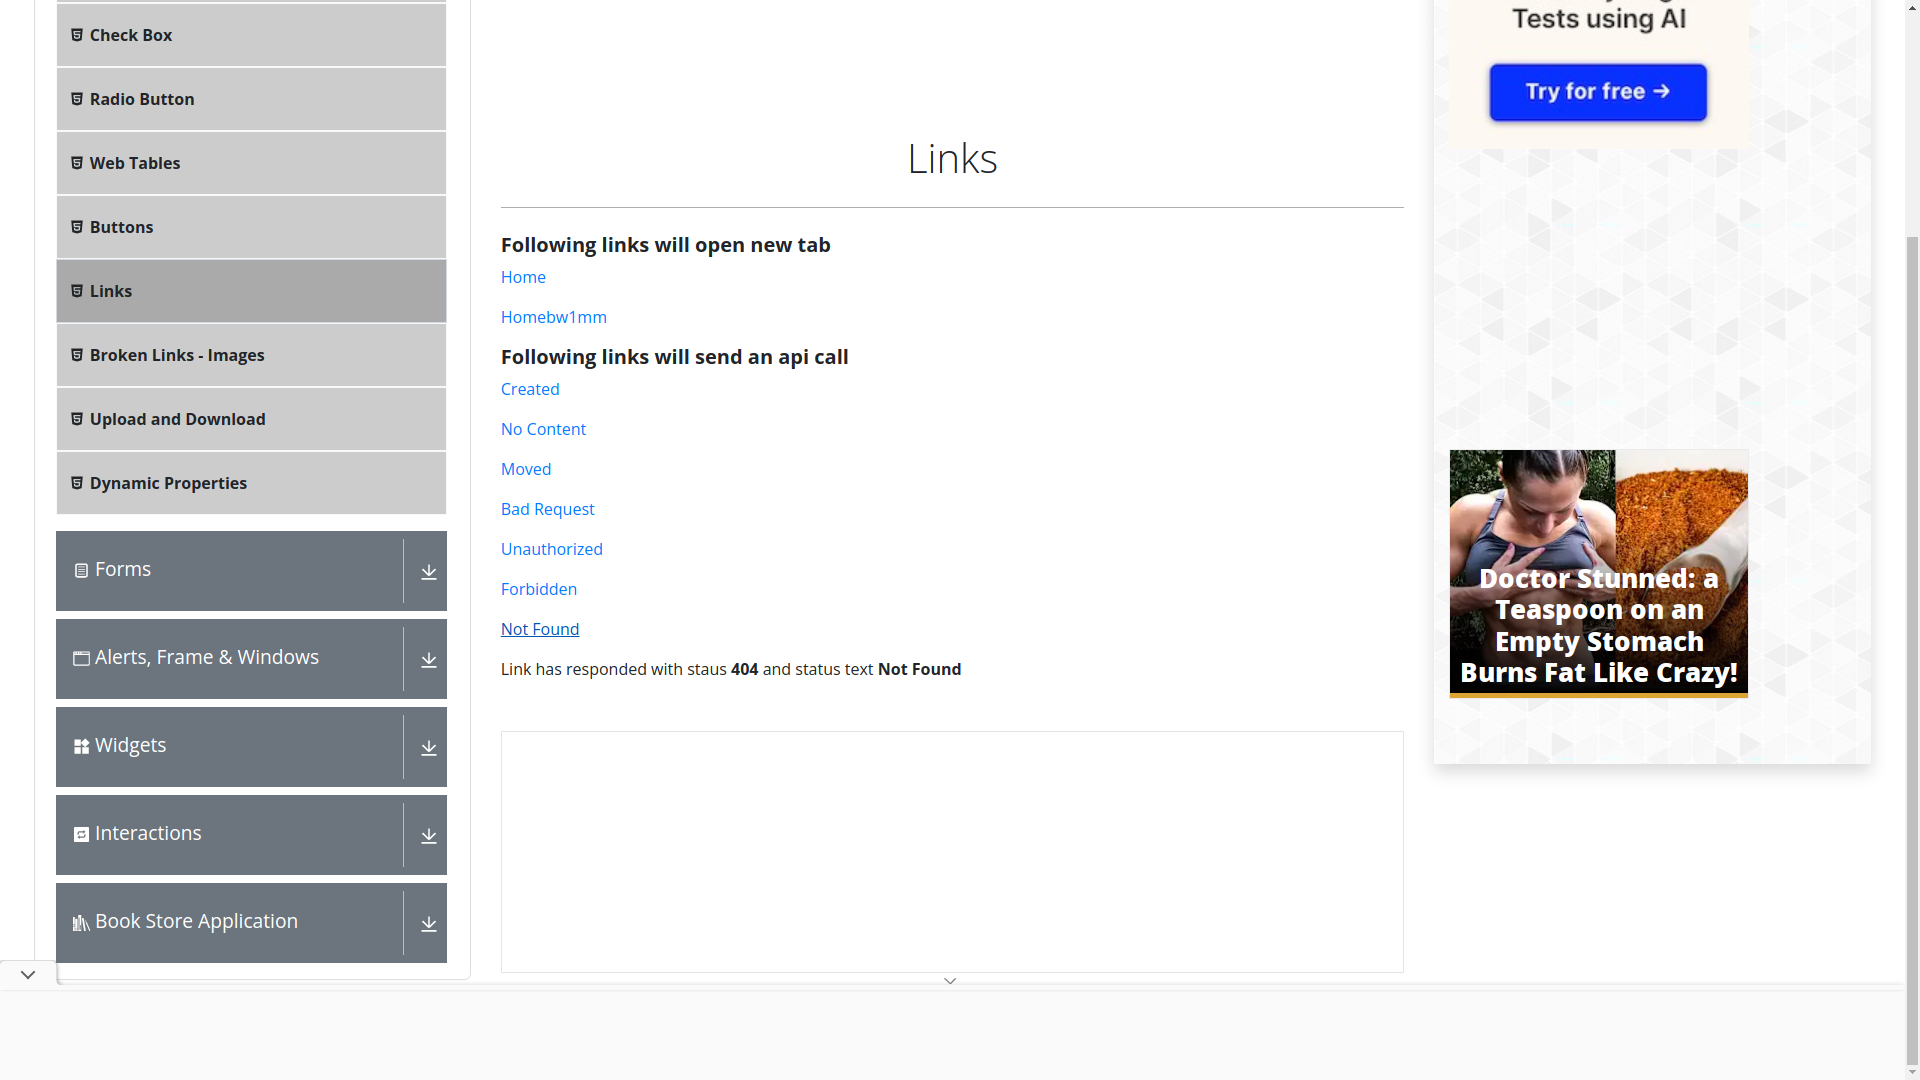 Check Box
Radio Button
Web Tables
Buttons
Links
Broken Links - Images
Upload and Download
Dynamic Properties
Forms
Alerts, Frame & Windows
Widgets
Interactions
Book Store Application
Links
Following links will open new tab
Home
Homebw1mm
Following links will send an api call
Created
No Content
Moved
Bad Request
Unauthorized
Forbidden
Not Found
Link has responded with staus 404 and status text Not Found
Tests using AI
Try for free →
Doctor Stunned: a
Teaspoon on an
Empty Stomach
Burns Fat Like Crazy!